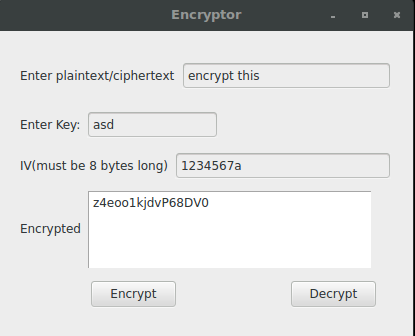 Encryptor
Enter plaintext/ciphertext encrypt this
Enter Key: asd
IV(must be 8 bytes long) 1234567a
z4eoo1kjdvP68DV0
Encrypted
Encrypt Decrypt